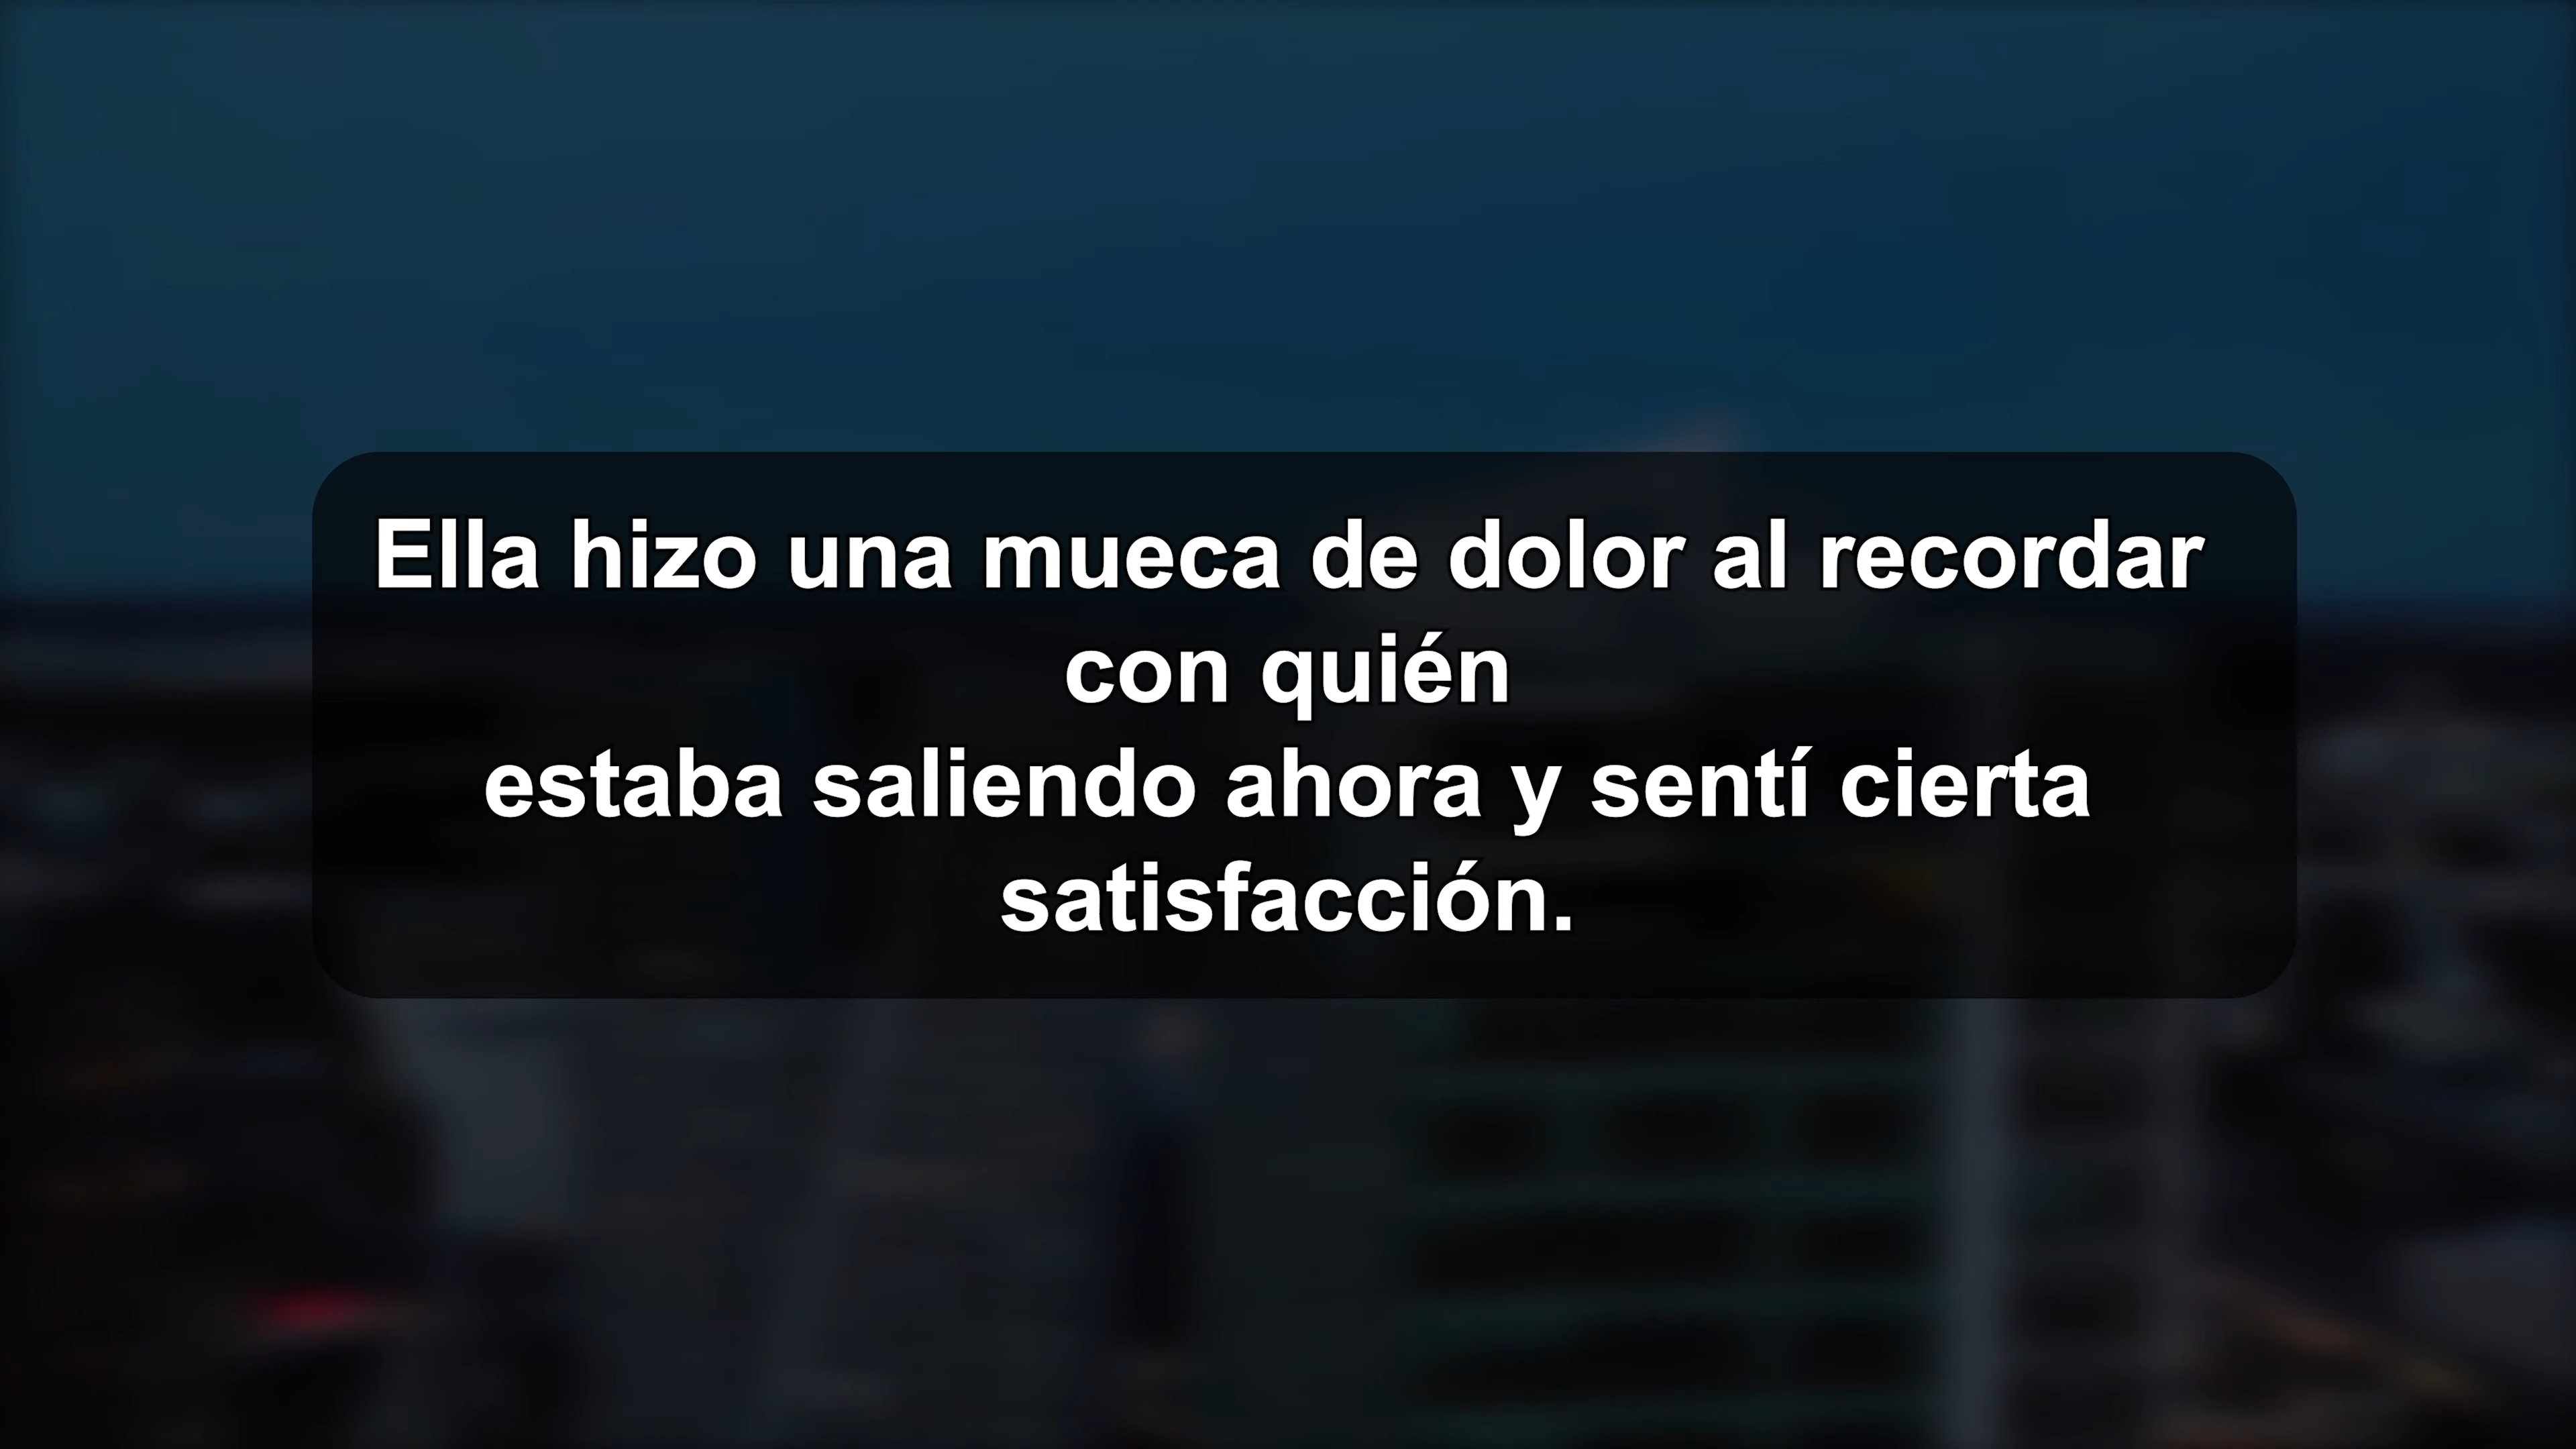 Ella hizo una mueca de dolor al recordar
con quién
estaba saliendo ahora y sentí cierta
satisfacción.